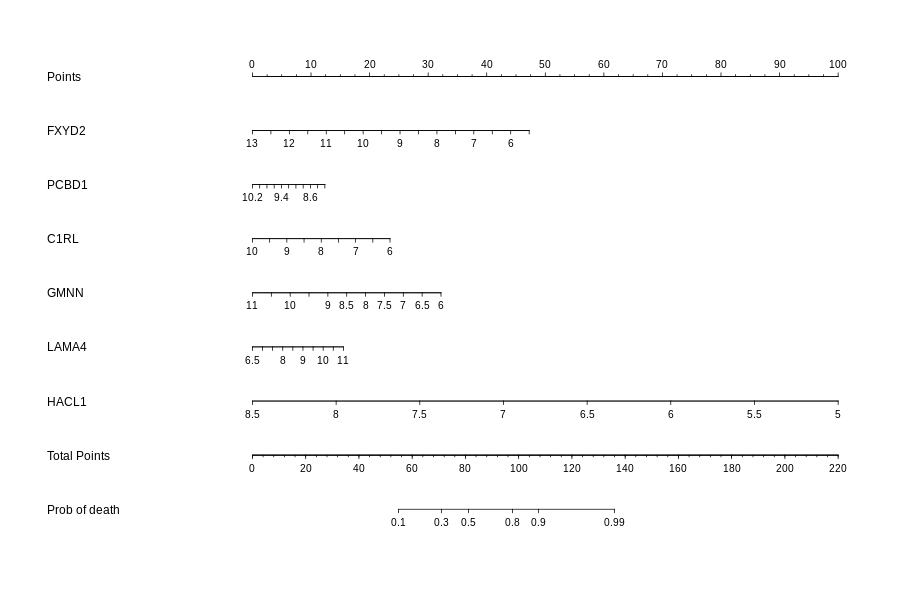 0 10 20 30 40 50 60 70 80 90 100
Points
FXYD2
13 12 11 10 9 8 7 6
PCBD1
10.2 9.4 8.6
C1RL
10 9 8 7 6
GMNN
11 10 9 8.5 8 7.5 7 6.5 6
LAMA4
6.5 8 9 10 11
HACL1
8.5 8 7.5 7 6.5 6 5.5 5
Total Points
0 20 40 60 80 100 120 140 160 180 200 220
Prob of death
0.1 0.3 0.5 0.8 0.9 0.99